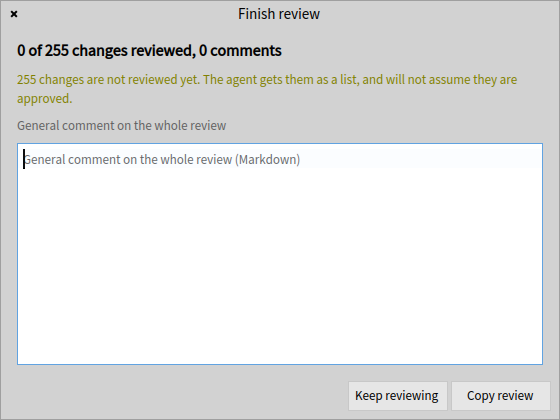 Finish review
0 of 255 changes reviewed, 0 comments
255 changes are not reviewed yet. The agent gets them as a list, and will not assume they are
approved.
General comment on the whole review
General comment on the whole review (Markdown)
Keep reviewing
Copy review